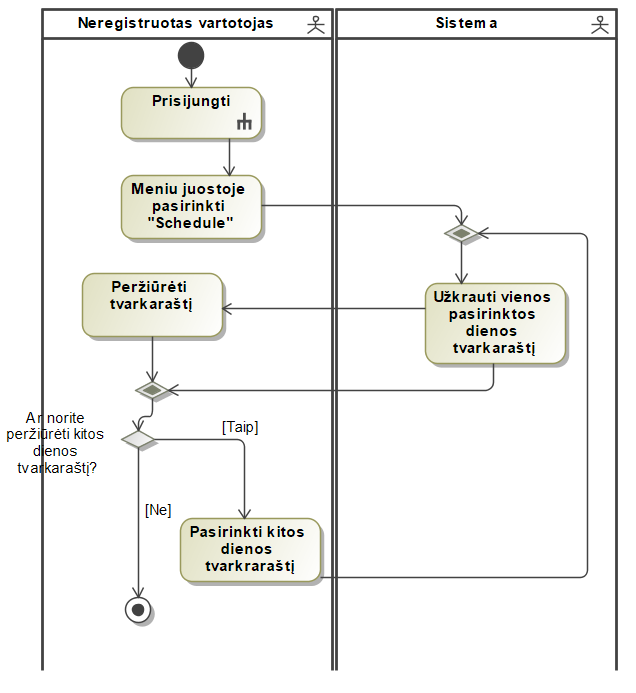 Neregistruotas vartotojas
Sistema
Prisijungti
Meniu juostoje
pasirinkti
"Schedule"
Peržiūrėti
tvarkaraštį
Užkrauti vienos
pasirinktos
dienos
tvarkaraštį
Ar norite
peržiūrėti kitos
dienos
tvarkaraštį?
[Taip]
[Ne]
Pasirinkti kitos
dienos
tvarkraraštį